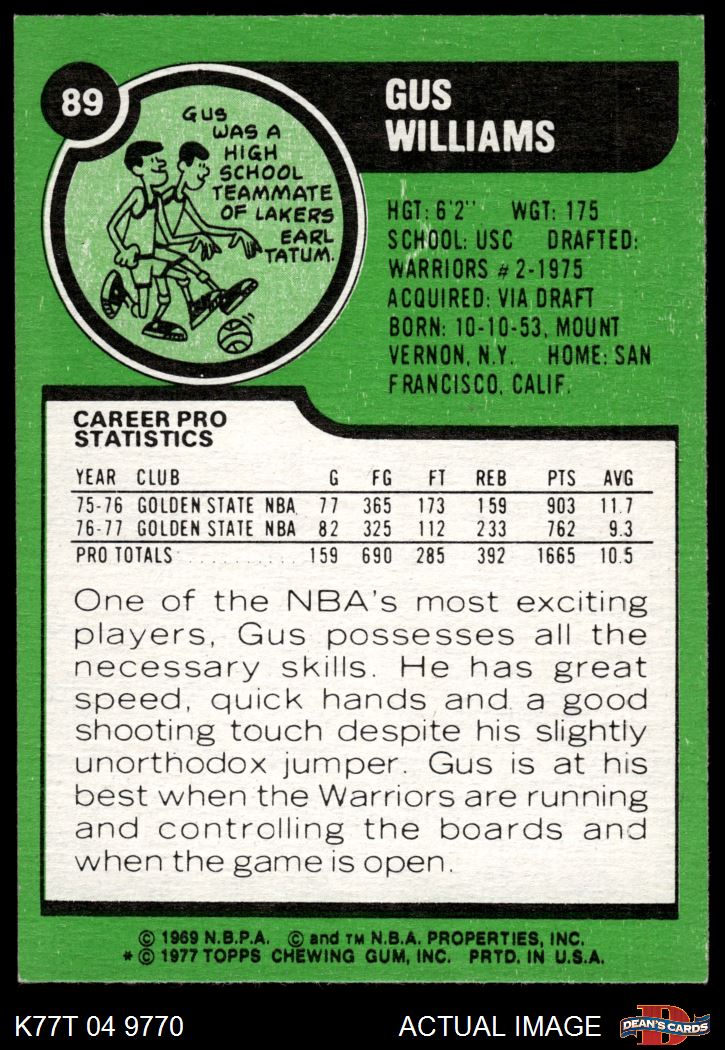 89
GUS
WILLIAMS
GUS
WAS A
HIGH
SCHOOL
TEAMMATE
OF LAKERS
EARL
TATUM.
HGT: 6'2" WGT: 175
SCHOOL: USC DRAFTED:
WARRIORS # 2-1975
ACQUIRED: VIA DRAFT
BORN: 10-10-53, MOUNT
VERNON, N.Y. HOME: SAN
FRANCISCO, CALIF.
CAREER PRO
STATISTICS
YEAR CLUB G FG FT REB PTS AVG
75-76 GOLDEN STATE NBA 77 365 173 159 903 11.7
76-77 GOLDEN STATE NBA 82 325 112 233 762 9.3
PRO TOTALS .......... 159 690 285 392 1665 10.5
One of the NBA's most exciting
players, Gus possesses all the
necessary skills. He has great
speed, quick hands and a good
shooting touch despite his slightly
unorthodox jumper. Gus is at his
best when the Warriors are running
and controlling the boards and
when the game is open.
© 1969 N.B.P.A. © and TM N.B.A. PROPERTIES, INC.
* © 1977 TOPPS CHEWING GUM, INC. PRTD. IN U.S.A.
K77T 04 9770 ACTUAL IMAGE
D
DEAN'S CARDS